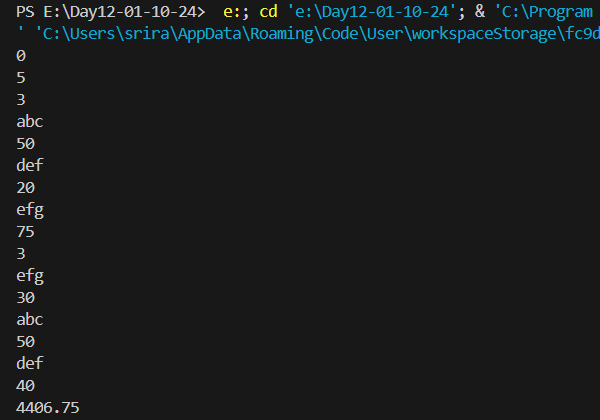 PS E:\Day12-01-10-24>  e:; cd 'e:\Day12-01-10-24'; & 'C:\Program
' 'C:\Users\srira\AppData\Roaming\Code\User\workspaceStorage\fc9d
0
5
3
abc
50
def
20
efg
75
3
efg
30
abc
50
def
40
4406.75